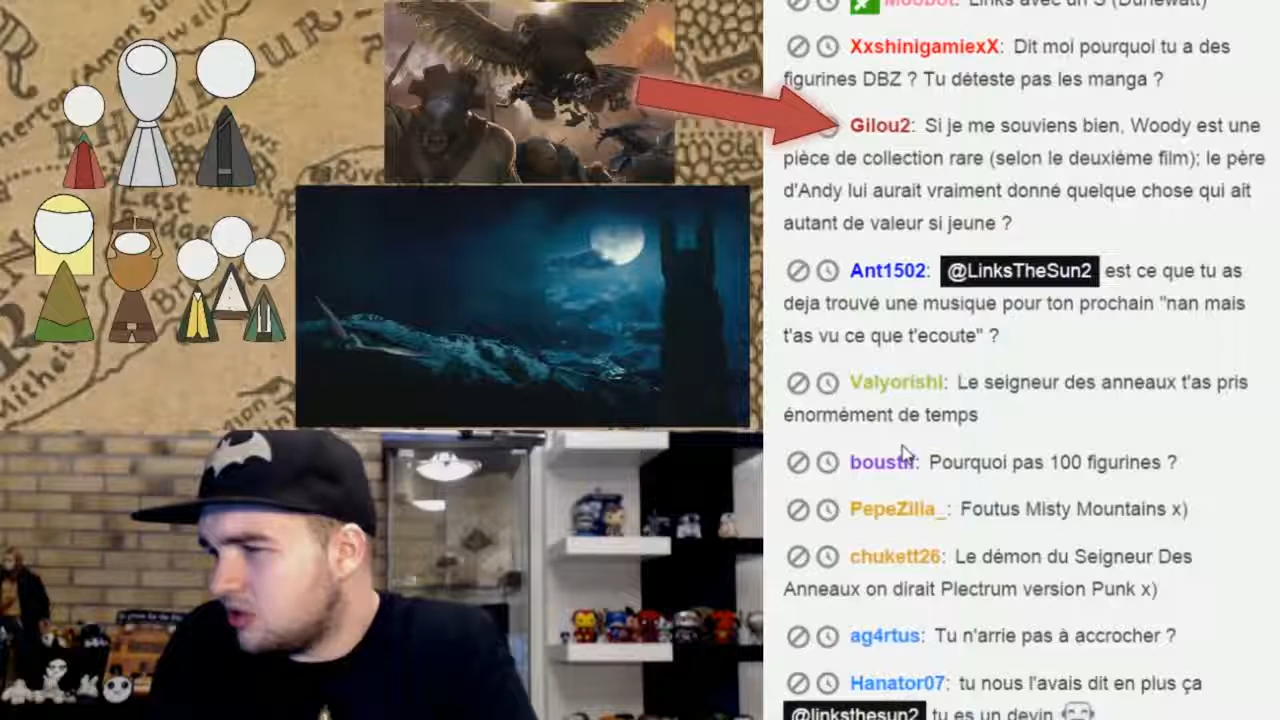 Moobot: Links avec un S (Dunewatt)
XxshinigamiexX: Dit moi pourquoi tu a des
figurines DBZ ? Tu déteste pas les manga ?
Gilou2: Si je me souviens bien, Woody est une
pièce de collection rare (selon le deuxième film): le père
d'Andy lui aurait vraiment donné quelque chose qui ait
autant de valeur si jeune ?
Ant1502: @LinksTheSun2 est ce que tu as
deja trouvé une musique pour ton prochain "nan mais
t'as vu ce que t'ecoute" ?
Valyorishi: Le seigneur des anneaux t'as pris
énormément de temps
Pourquoi pas 100 figurines ?
PepeZilla_: Foutus Misty Mountains x)
chukett26: Le démon du Seigneur Des
Anneaux on dirait Plectrum version Punk x)
ag4rtus: Tu n'arrie pas à accrocher ?
Hanator07: tu nous l'avais dit en plus ça
@linksthesun2 tu es un devin
Last